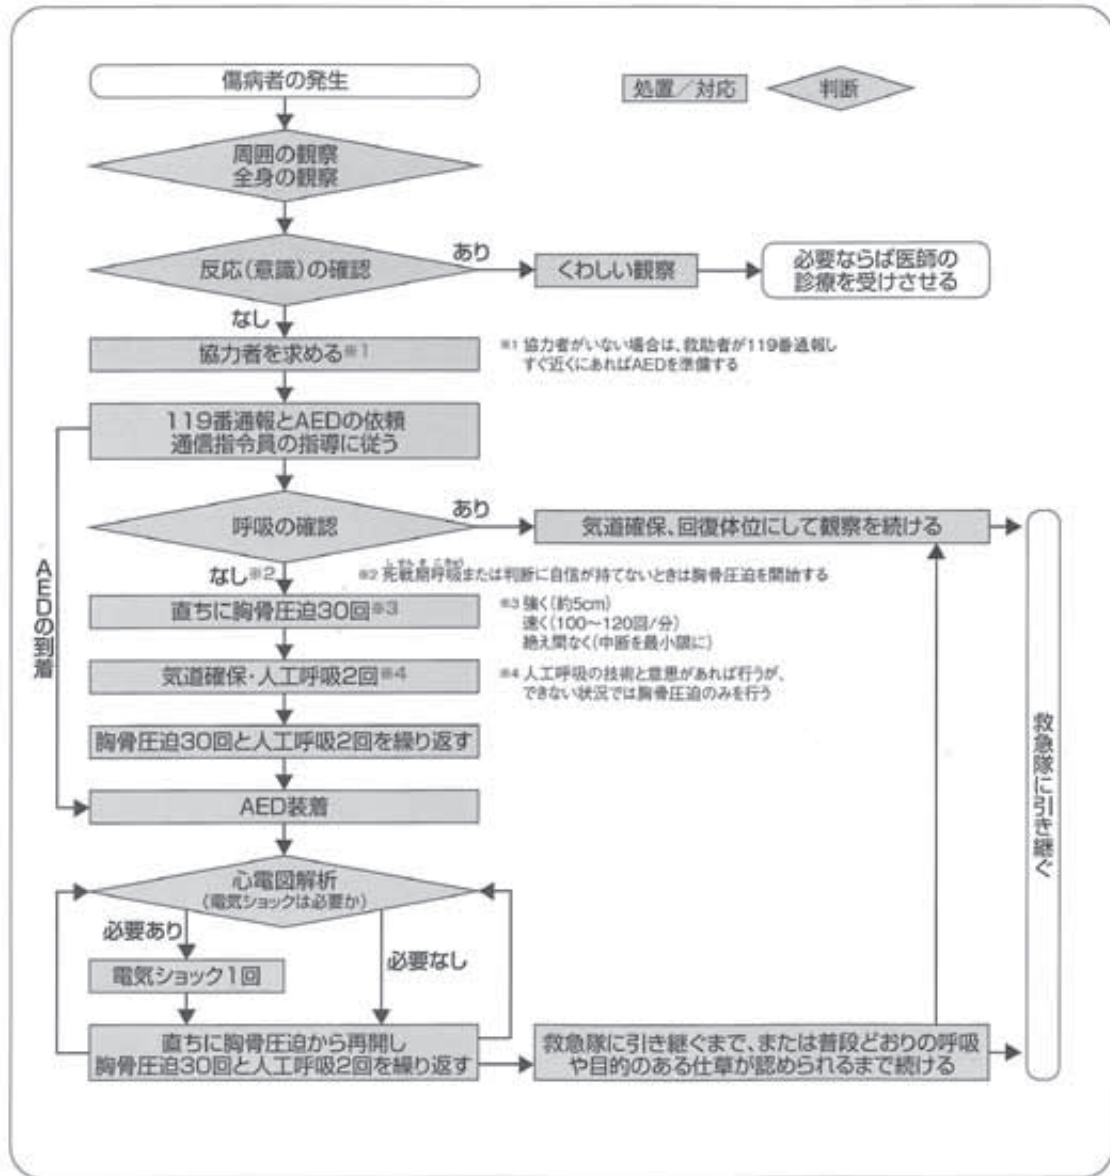 傷病者の発生
処置/対応
判断
周囲の観察
全身の観察
反応(意識)の確認
あり
くわしい観察
必要ならば医師の
診療を受けさせる
なし
協力者を求める※1
※1 協力者がいない場合は、救助者が119番通報し
すぐ近くにあればAEDを準備する
119番通報とAEDの依頼
通信指令員の指導に従う
呼吸の確認
あり
気道確保、回復体位にして観察を続ける
なし※2
しせんきこきゅう
※2 死戦期呼吸または判断に自信が持てないときは胸骨圧迫を開始する
直ちに胸骨圧迫30回※3
※3 強く(約5cm)
速く(100〜120回/分)
絶え間なく(中断を最小限に)
気道確保・人工呼吸2回※4
※4 人工呼吸の技術と意思があれば行うが、
できない状況では胸骨圧迫のみを行う
胸骨圧迫30回と人工呼吸2回を繰り返す
AEDの到着
AED装着
心電図解析
(電気ショックは必要か)
必要あり
必要なし
電気ショック1回
直ちに胸骨圧迫から再開し
胸骨圧迫30回と人工呼吸2回を繰り返す
救急隊に引き継ぐまで、または普段どおりの呼吸
や目的のある仕草が認められるまで続ける
救急隊に引き継ぐ